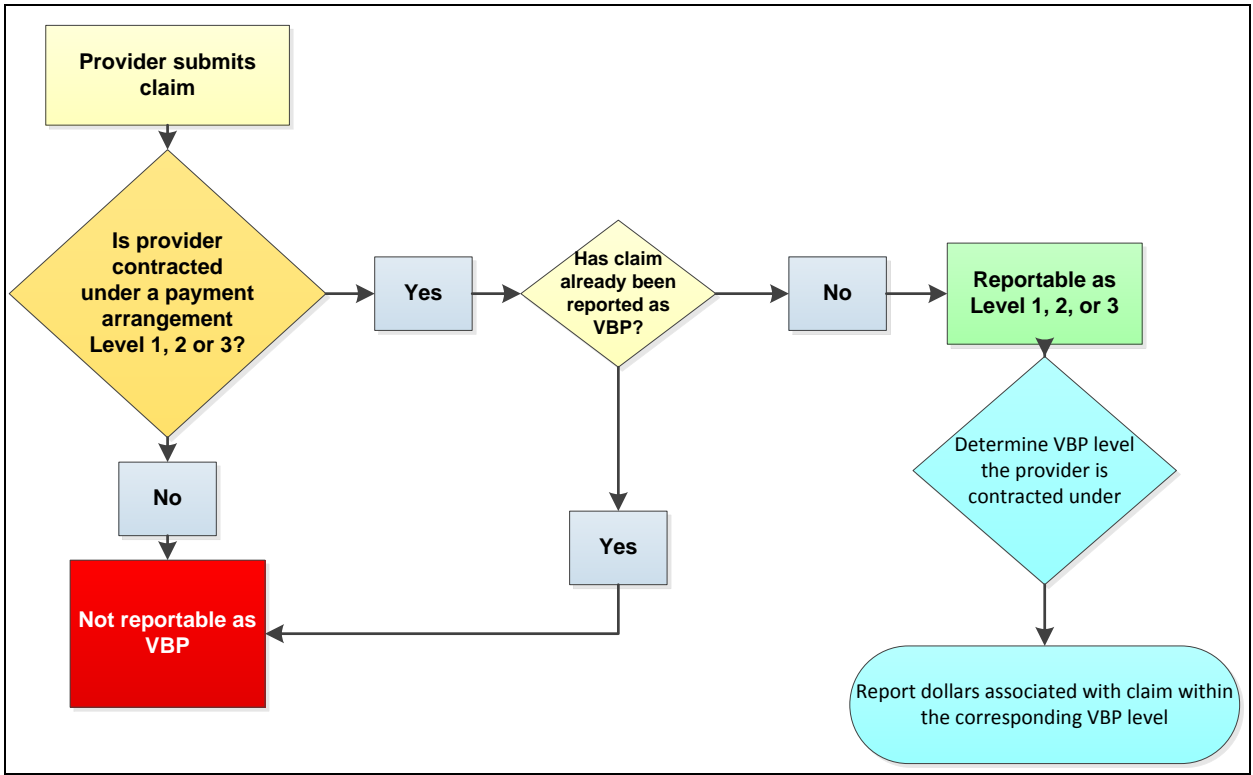 Provider submits
claim
Is provider
contracted
under a payment
arrangement
Level 1, 2 or 3?
Yes
Has claim
already been
reported as
VBP?
No
Reportable as
Level 1, 2, or 3
No
Yes
Not reportable as
VBP
Determine VBP level
the provider is
contracted under
Report dollars associated with claim within
the corresponding VBP level